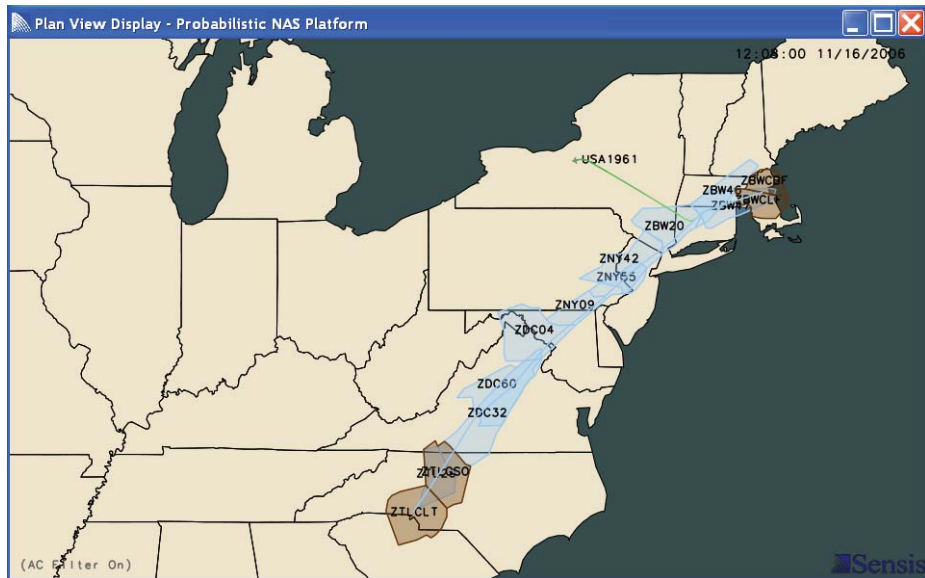 Plan View Display - Probabilistic NAS Platform
12:08:00 11/16/2006
USA1961
ZBWCBF
ZBW46
ZBW47
ZBW20
ZNY42
ZNY55
ZNY09
ZDC04
ZDC60
ZDC32
ZTLGSO
ZTLCLT
(AC Filter On)
Sensis